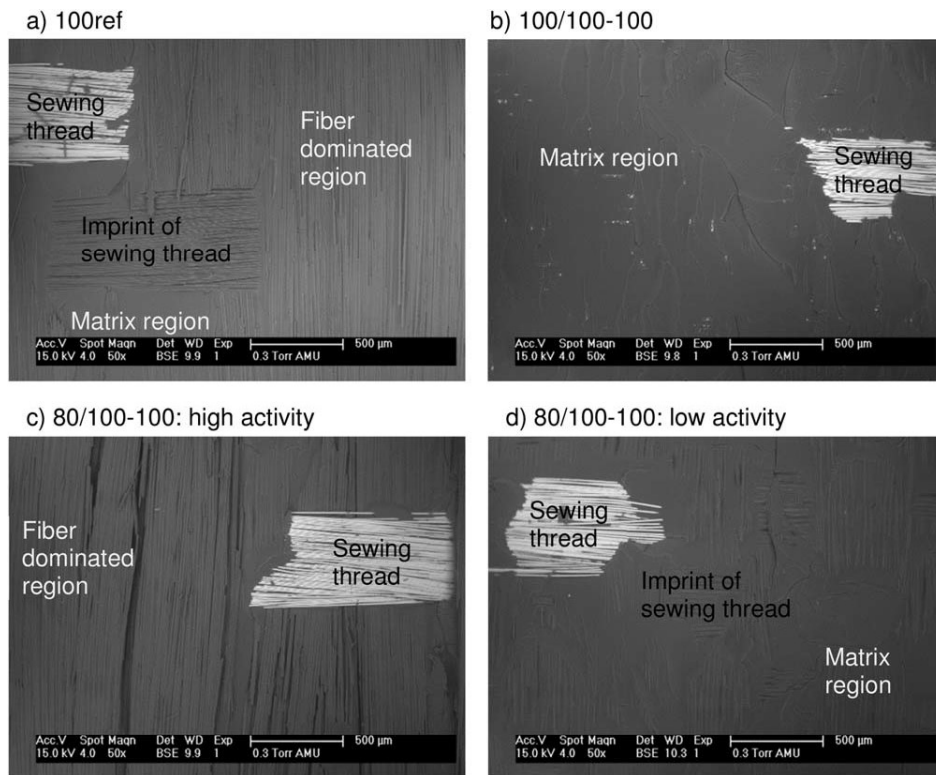 a) 100ref
b) 100/100-100
Sewing
thread
Fiber
dominated
region
Imprint of
sewing thread
Matrix region
Acc.V Spot Magn Det WD Exp
15.0 kV 4.0 50x BSE 9.9 1
500 µm
0.3 Torr AMU
Matrix region
Sewing
thread
Acc.V Spot Magn Det WD Exp
15.0 kV 4.0 50x BSE 9.8 1
500 µm
0.3 Torr AMU
c) 80/100-100: high activity
d) 80/100-100: low activity
Fiber
dominated
region
Sewing
thread
Acc.V Spot Magn Det WD Exp
15.0 kV 4.0 50x BSE 9.9 1
500 µm
0.3 Torr AMU
Sewing
thread
Imprint of
sewing thread
Matrix
region
Acc.V Spot Magn Det WD Exp
15.0 kV 4.0 50x BSE 10.3 1
500 µm
0.3 Torr AMU